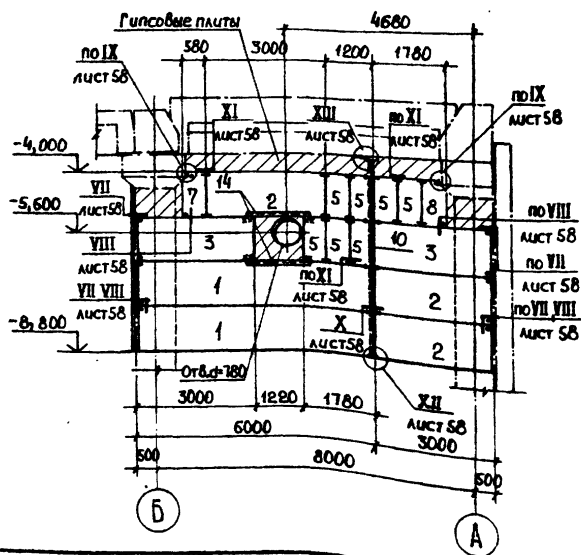 4680
Гипсовые плиты
580
3000
1200
1780
по IX
лист 58
XI
лист 58
XIII
лист 58
по XI
лист 58
по IX
лист 58
-4,000
VII
лист 58
-5,600
14
2
7
5
5
5
5
8
по VIII
лист 58
VIII
лист 58
3
5
5
5
10
3
по VII
лист 58
по XI
лист 58
VII VIII
лист 58
1
2
по VII, VIII
лист 58
-8,800
1
X
лист 58
2
Отв. d=780
XII
лист 58
3000
1220
1780
6000
3000
500
8000
500
Б
А